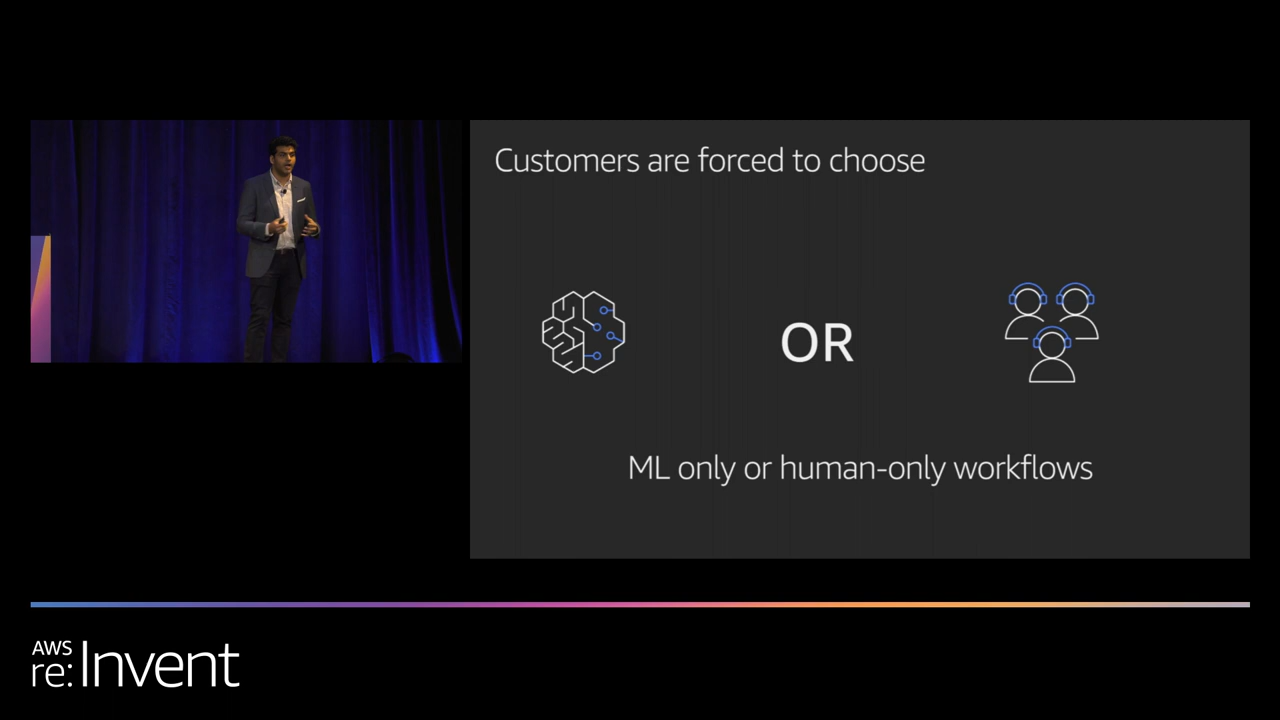 Customers are forced to choose
OR
ML only or human-only workflows
AWS
re:Invent